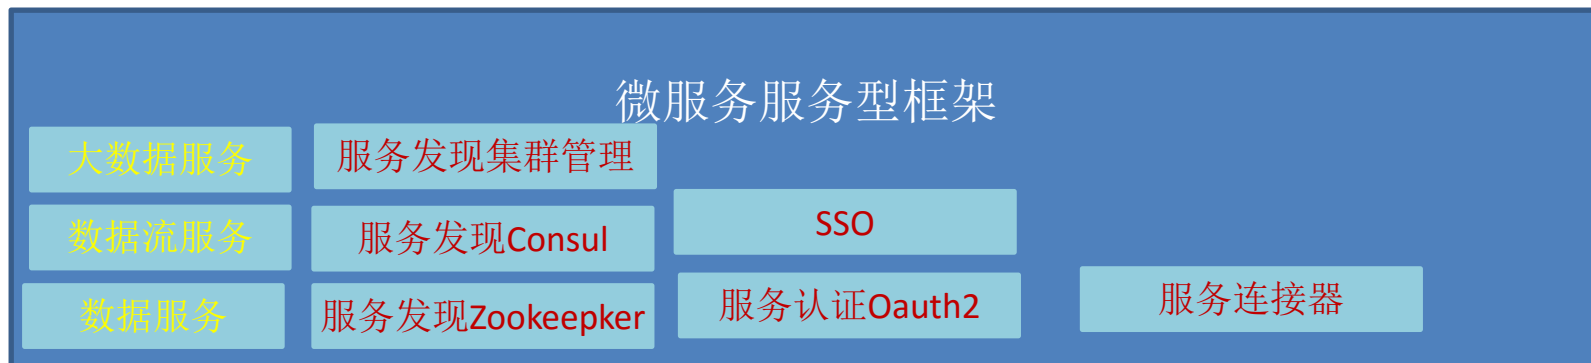 微服务服务型框架
大数据服务
服务发现集群管理
数据流服务
服务发现Consul
SSO
数据服务
服务发现Zookeepker
服务认证Oauth2
服务连接器